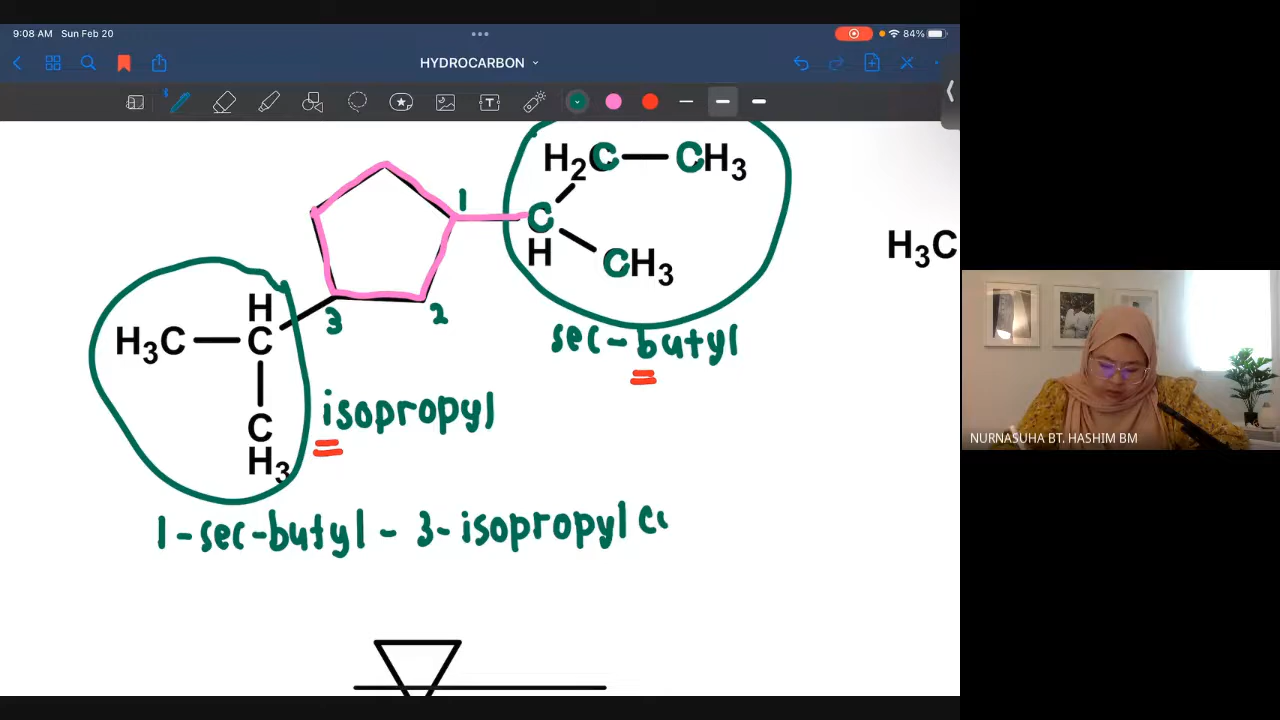 9:08 AM Sun Feb 20
84%
HYDROCARBON
T
H2C—CH3
1
C
H
CH3
H3C
H
H3C—C
3
2
sec-butyl
C
isopropyl
H3
1-sec-butyl-3-isopropyl cc
NURNASUHA BT. HASHIM BM